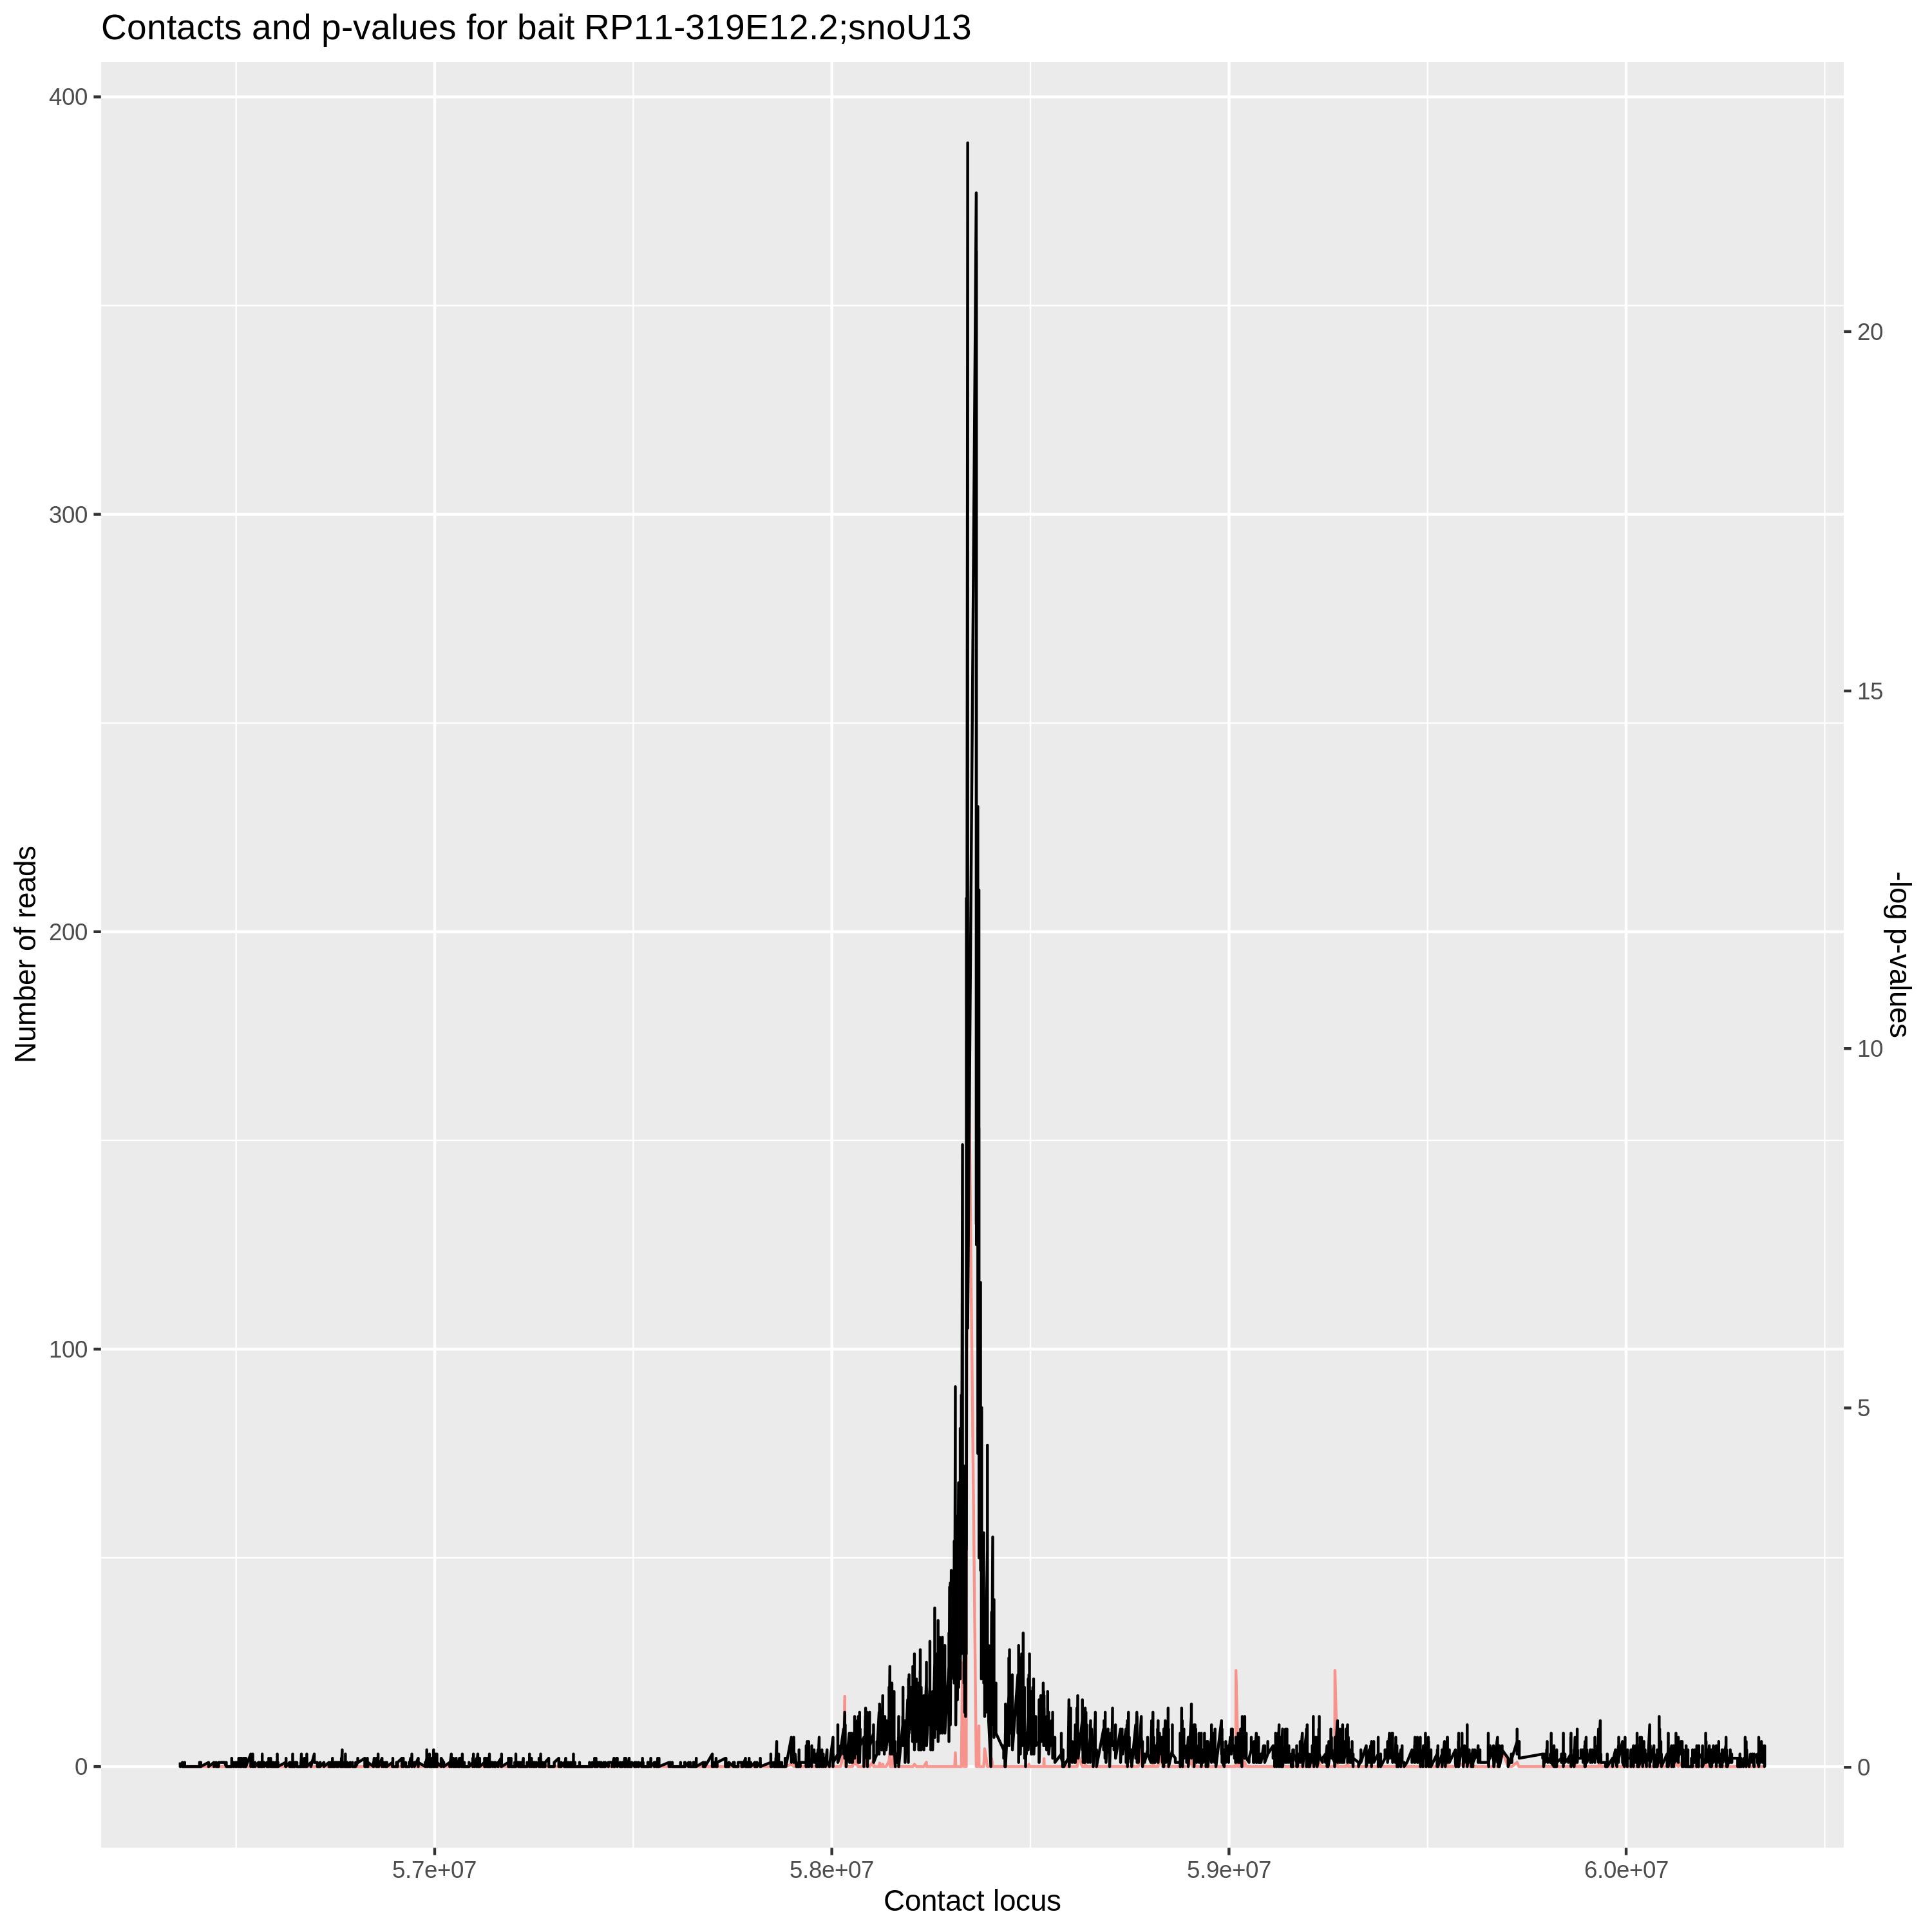 Contacts and p-values for bait RP11-319E12.2;snoU13
400
300
200
100
0
Number of reads
20
15
10
5
0
-log p-values
5.7e+07
5.8e+07
5.9e+07
6.0e+07
Contact locus